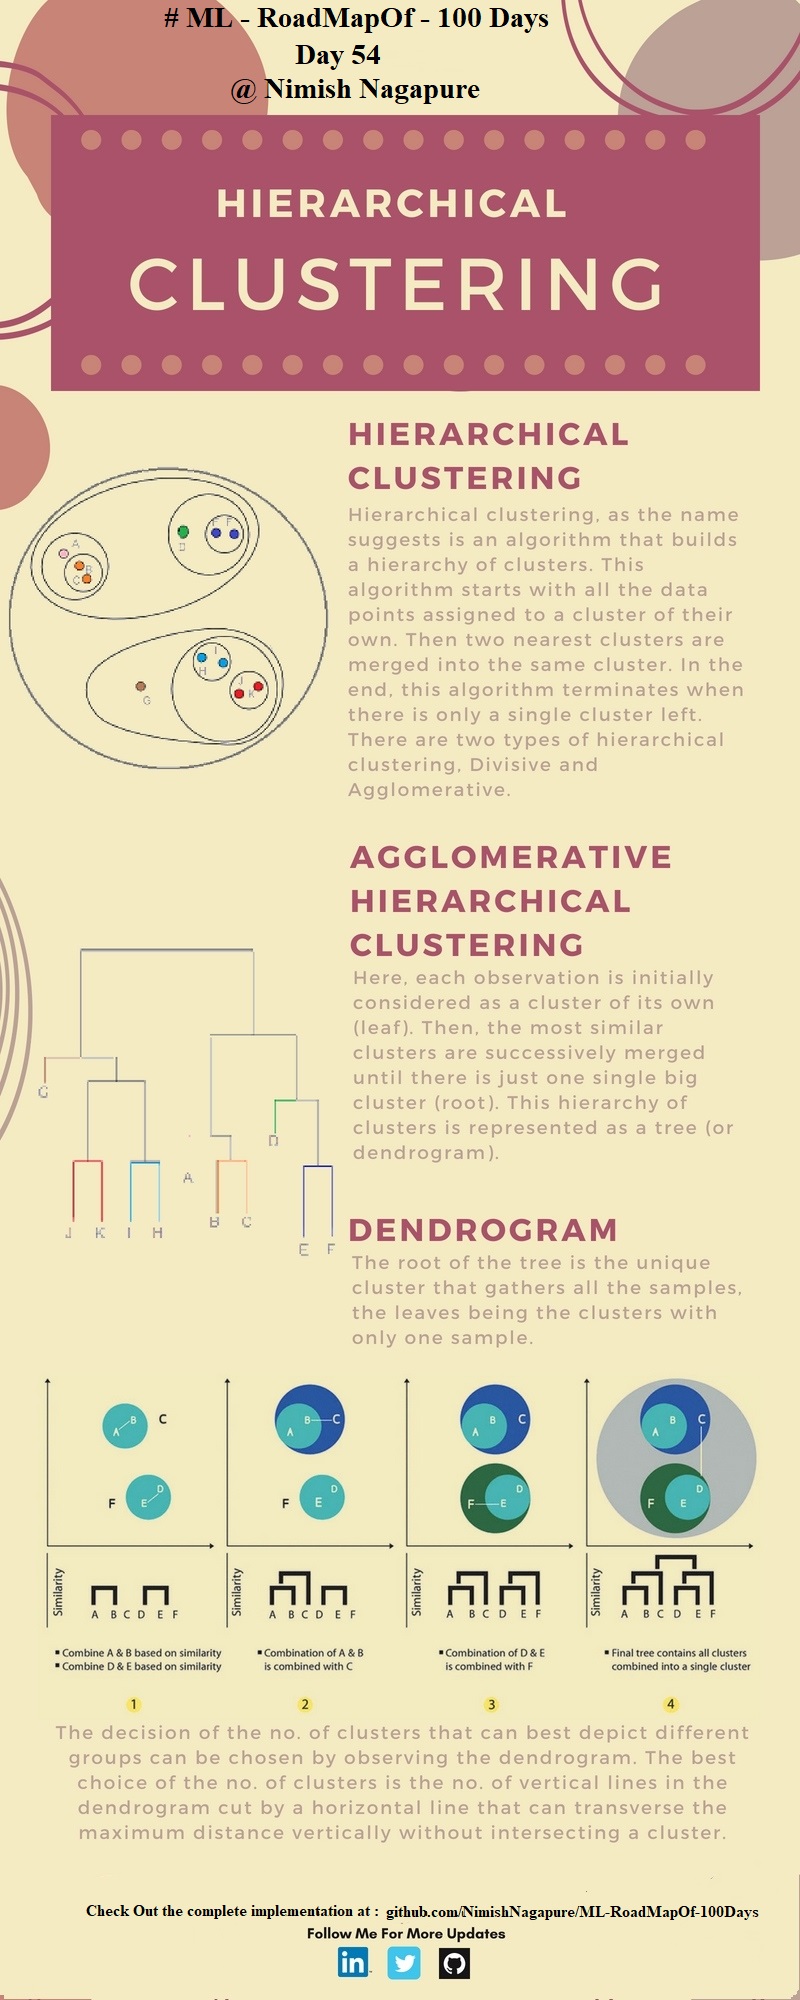 # ML - RoadMapOf - 100 Days
Day 54
@ Nimish Nagapure
HIERARCHICAL
CLUSTERING
HIERARCHICAL
CLUSTERING
Hierarchical clustering, as the name
suggests is an algorithm that builds
a hierarchy of clusters. This
algorithm starts with all the data
points assigned to a cluster of their
own. Then two nearest clusters are
merged into the same cluster. In the
end, this algorithm terminates when
there is only a single cluster left.
There are two types of hierarchical
clustering, Divisive and
Agglomerative.
A
B
C
D
F
I
H
J
K
G
AGGLOMERATIVE
HIERARCHICAL
CLUSTERING
Here, each observation is initially
considered as a cluster of its own
(leaf). Then, the most similar
clusters are successively merged
until there is just one single big
cluster (root). This hierarchy of
clusters is represented as a tree (or
dendrogram).
G
D
A
J K I H B C
E F
DENDROGRAM
The root of the tree is the unique
cluster that gathers all the samples,
the leaves being the clusters with
only one sample.
A B C
F E D
A B C
F E D
A B C
F E D
A B C
F E D
Similarity
A B C D E F
Similarity
A B C D E F
Similarity
A B C D E F
Similarity
A B C D E F
▪ Combine A & B based on similarity
▪ Combine D & E based on similarity
▪ Combination of A & B
is combined with C
▪ Combination of D & E
is combined with F
▪ Final tree contains all clusters
combined into a single cluster
1
2
3
4
The decision of the no. of clusters that can best depict different
groups can be chosen by observing the dendrogram. The best
choice of the no. of clusters is the no. of vertical lines in the
dendrogram cut by a horizontal line that can transverse the
maximum distance vertically without intersecting a cluster.
Check Out the complete implementation at : github.com/NimishNagapure/ML-RoadMapOf-100Days
Follow Me For More Updates
in